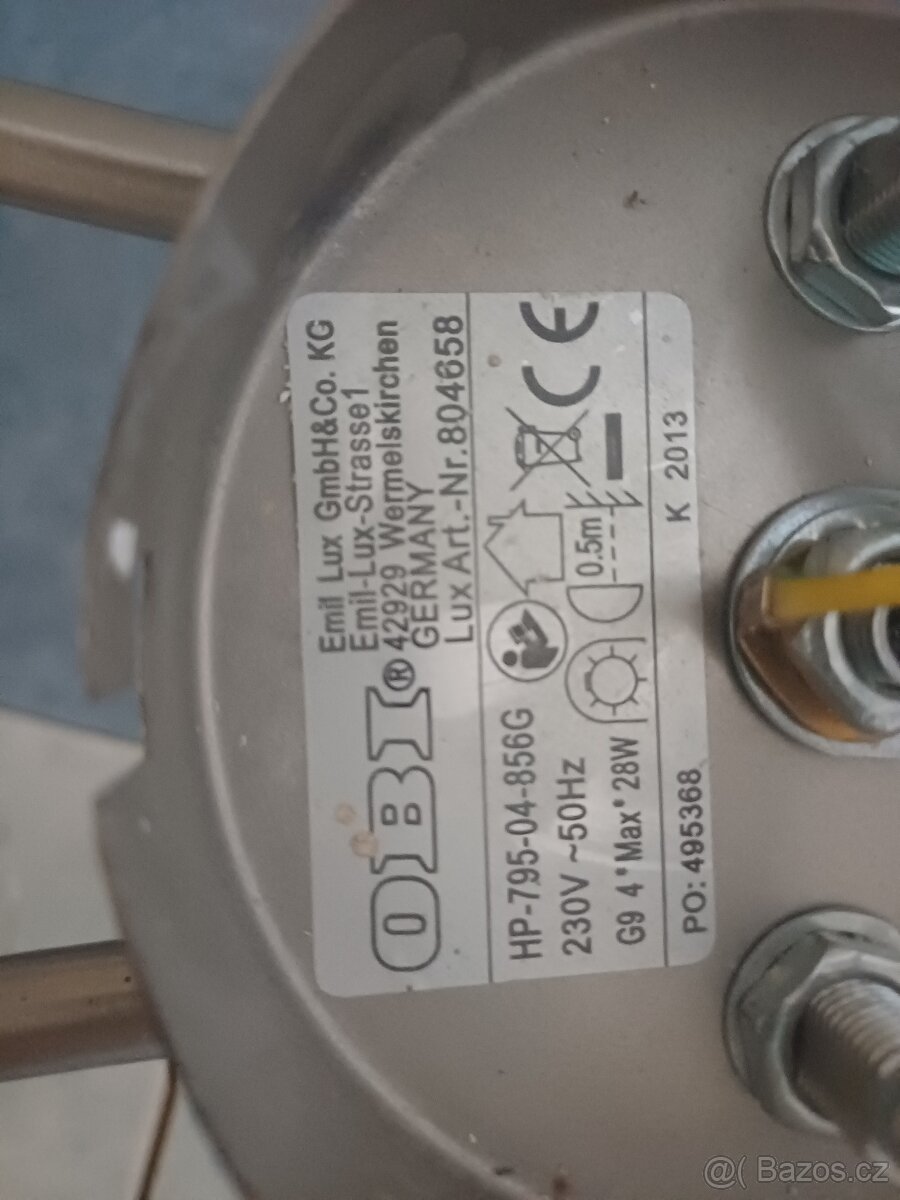 OBI®
Emil Lux GmbH&Co. KG
Emil-Lux-Strasse1
42929 Wermelskirchen
GERMANY
Lux Art.-Nr.804658
HP-795-04-856G
230V ~50Hz
G9 4*Max*28W
0.5m
CE
PO: 495368
K 2013
@( Bazos.cz